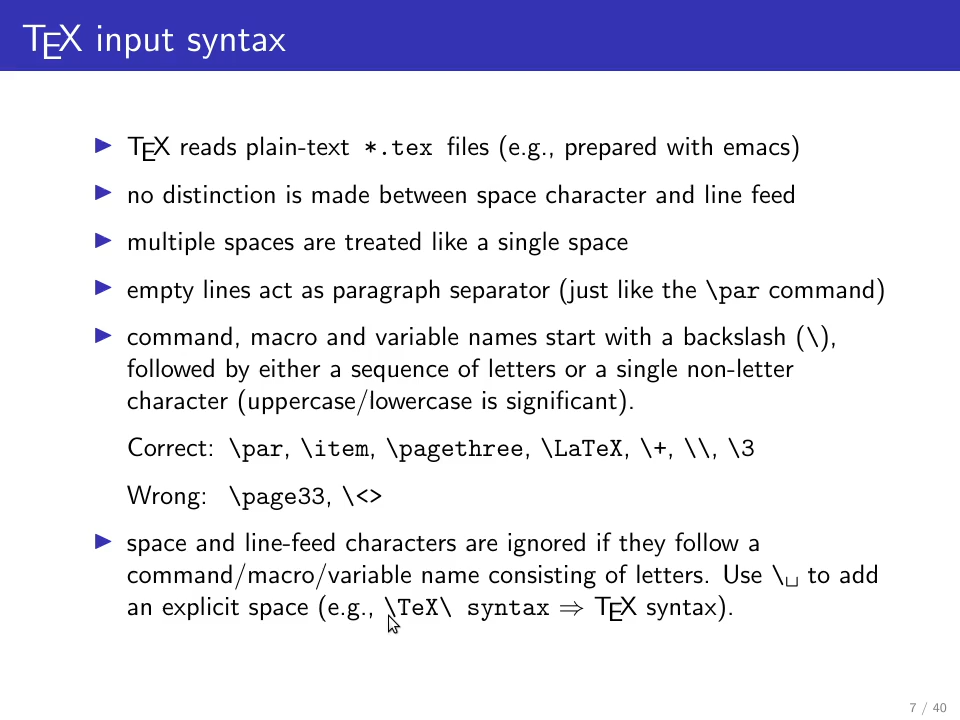 TEX input syntax
▶ TEX reads plain-text *.tex files (e.g., prepared with emacs)
▶ no distinction is made between space character and line feed
▶ multiple spaces are treated like a single space
▶ empty lines act as paragraph separator (just like the \par command)
▶ command, macro and variable names start with a backslash (\),
followed by either a sequence of letters or a single non-letter
character (uppercase/lowercase is significant).
Correct: \par, \item, \pagethree, \LaTeX, \+, \\, \3
Wrong: \page33, \<>
▶ space and line-feed characters are ignored if they follow a
command/macro/variable name consisting of letters. Use \␣ to add
an explicit space (e.g., \TeX\ syntax ⇒ TEX syntax).
7 / 40